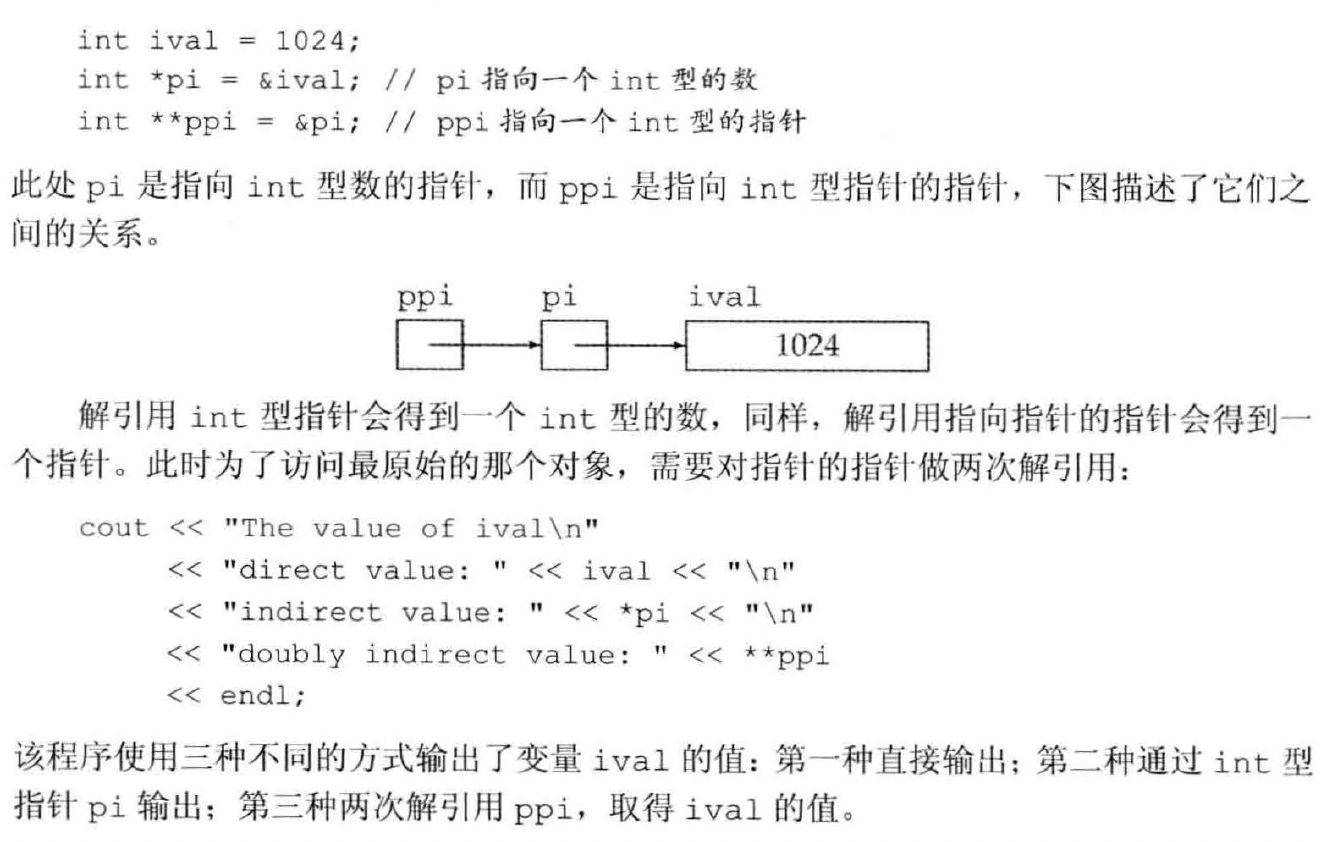 int ival = 1024;
int *pi = &ival; // pi 指向一个 int 型的数
int **ppi = &pi; // ppi 指向一个 int 型的指针
此处 pi 是指向 int 型数的指针，而 ppi 是指向 int 型指针的指针，下图描述了它们之
间的关系。
ppi pi ival
1024
解引用 int 型指针会得到一个 int 型的数，同样，解引用指向指针的指针会得到一
个指针。此时为了访问最原始的那个对象，需要对指针的指针做两次解引用：
cout << "The value of ival\n"
<< "direct value: " << ival << "\n"
<< "indirect value: " << *pi << "\n"
<< "doubly indirect value: " << **ppi
<< endl;
该程序使用三种不同的方式输出了变量 ival 的值：第一种直接输出；第二种通过 int 型
指针 pi 输出；第三种两次解引用 ppi，取得 ival 的值。